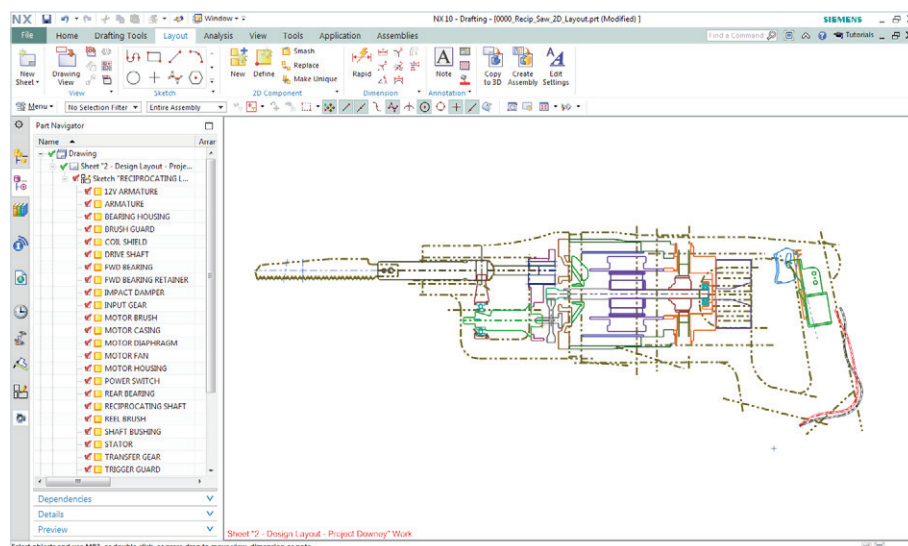 NX Window NX 10 - Drafting - [0000_Recip_Saw_2D_Layout.prt (Modified) ] SIEMENS
File Home Drafting Tools Layout Analysis View Tools Application Assemblies Find a Command Tutorials
New Sheet Drawing View New Define Smash Replace Make Unique Rapid Note Copy to 3D Create Assembly Edit Settings
View Sketch 2D Component Dimension Annotation
Menu No Selection Filter Entire Assembly
Part Navigator
Name Arrar
Drawing
Sheet "2 - Design Layout - Proje...
Sketch "RECIPROCATING L...
12V ARMATURE
ARMATURE
BEARING HOUSING
BRUSH GUARD
COIL SHIELD
DRIVE SHAFT
FWD BEARING
FWD BEARING RETAINER
IMPACT DAMPER
INPUT GEAR
MOTOR BRUSH
MOTOR CASING
MOTOR DIAPHRAGM
MOTOR FAN
MOTOR HOUSING
POWER SWITCH
REAR BEARING
RECIPROCATING SHAFT
REEL BRUSH
SHAFT BUSHING
STATOR
TRANSFER GEAR
TRIGGER GUARD
Dependencies
Details
Preview
Sheet "2 - Design Layout - Project Downey" Work